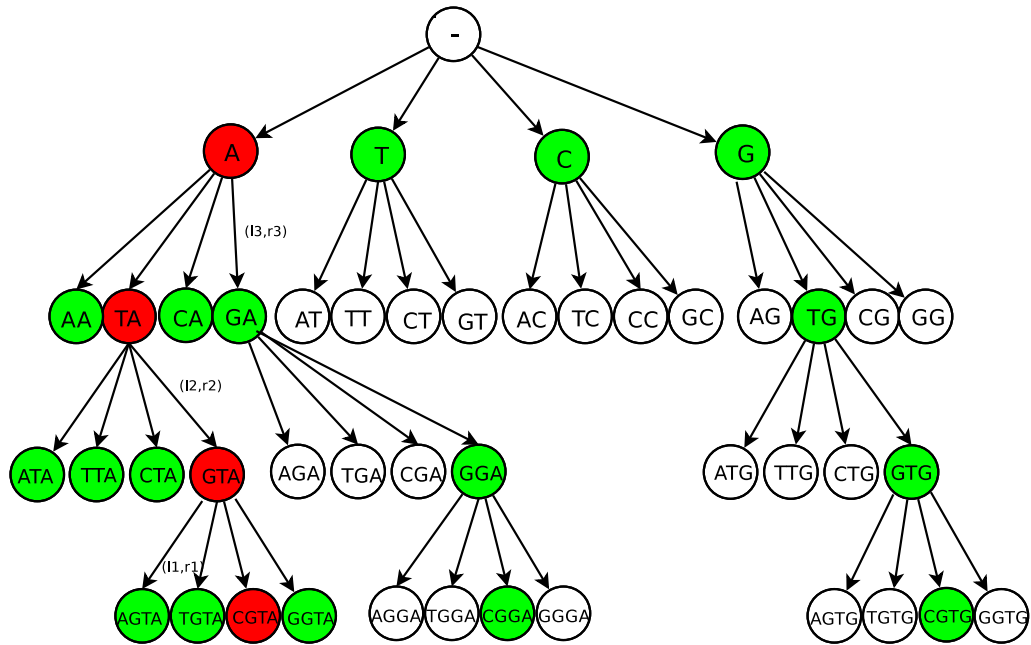 -
A
T
C
G
(l3,r3)
AA
TA
CA
GA
AT
TT
CT
GT
AC
TC
CC
GC
AG
TG
CG
GG
(l2,r2)
ATA
TTA
CTA
GTA
AGA
TGA
CGA
GGA
ATG
TTG
CTG
GTG
(l1,r1)
AGTA
TGTA
CGTA
GGTA
AGGA
TGGA
CGGA
GGGA
AGTG
TGTG
CGTG
GGTG